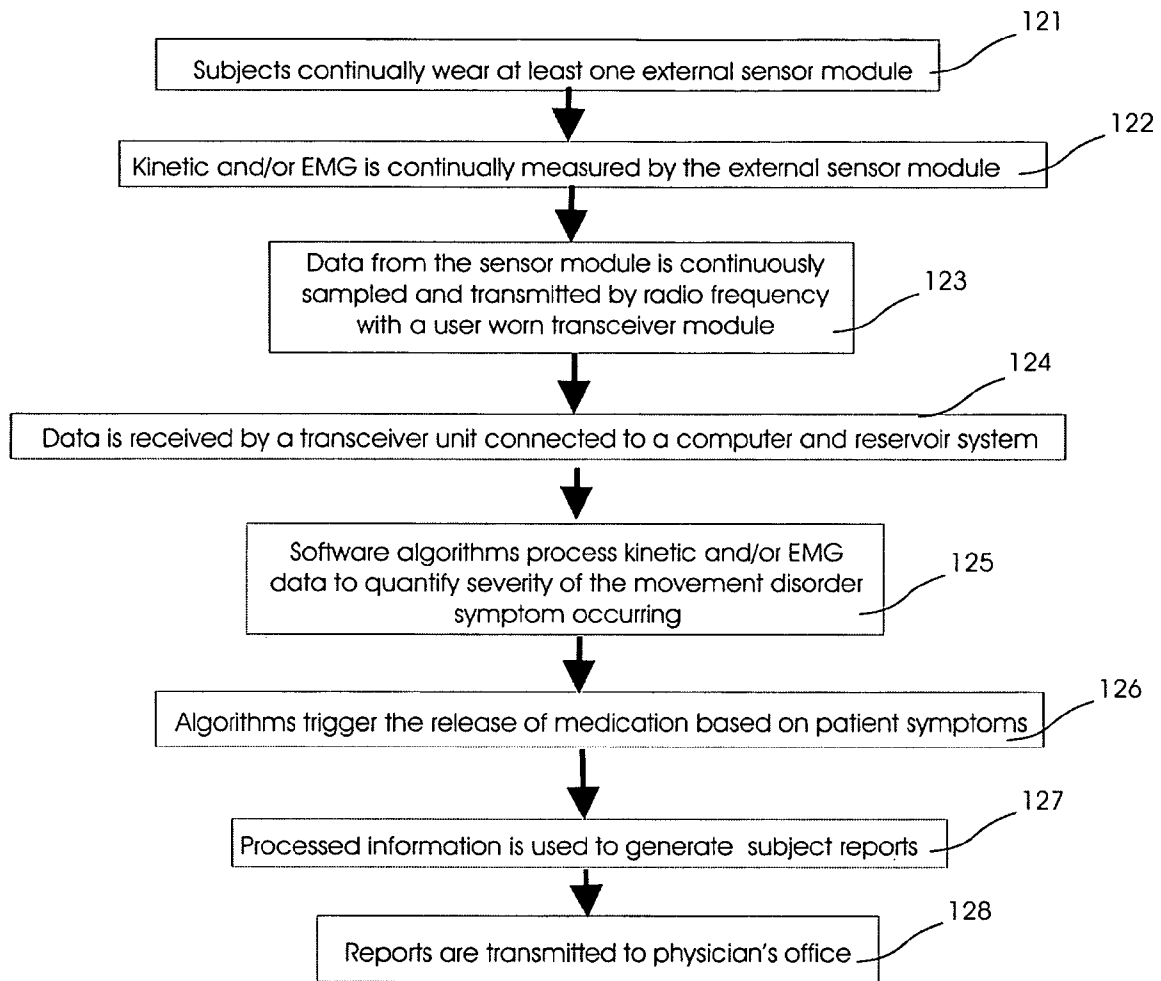 121
Subjects continually wear at least one external sensor module
122
Kinetic and/or EMG is continually measured by the external sensor module
Data from the sensor module is continuously
sampled and transmitted by radio frequency
with a user worn transceiver module
123
124
Data is received by a transceiver unit connected to a computer and reservoir system
Software algorithms process kinetic and/or EMG
data to quantify severity of the movement disorder
symptom occurring
125
Algorithms trigger the release of medication based on patient symptoms
126
127
Processed information is used to generate subject reports
128
Reports are transmitted to physician's office